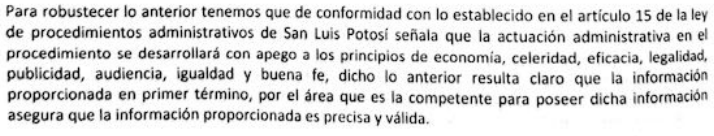 Para robustecer lo anterior tenemos que de conformidad con lo establecido en el artículo 15 de la ley
de procedimientos administrativos de San Luis Potosí señala que la actuación administrativa en el
procedimiento se desarrollará con apego a los principios de economía, celeridad, eficacia, legalidad,
publicidad, audiencia, igualdad y buena fe, dicho lo anterior resulta claro que la información
proporcionada en primer término, por el área que es la competente para poseer dicha información
asegura que la información proporcionada es precisa y válida.